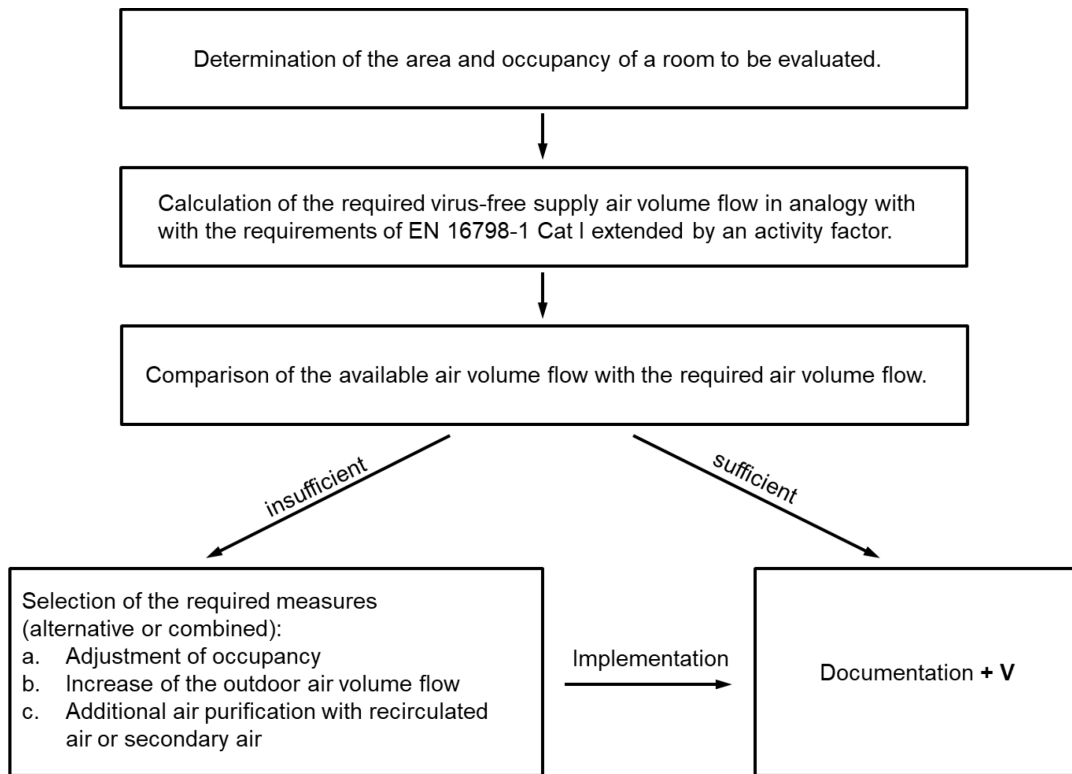 Determination of the area and occupancy of a room to be evaluated.
Calculation of the required virus-free supply air volume flow in analogy with
with the requirements of EN 16798-1 Cat I extended by an activity factor.
Comparison of the available air volume flow with the required air volume flow.
insufficient
sufficient
Selection of the required measures
(alternative or combined):
a. Adjustment of occupancy
b. Increase of the outdoor air volume flow
c. Additional air purification with recirculated
air or secondary air
Implementation
Documentation + V